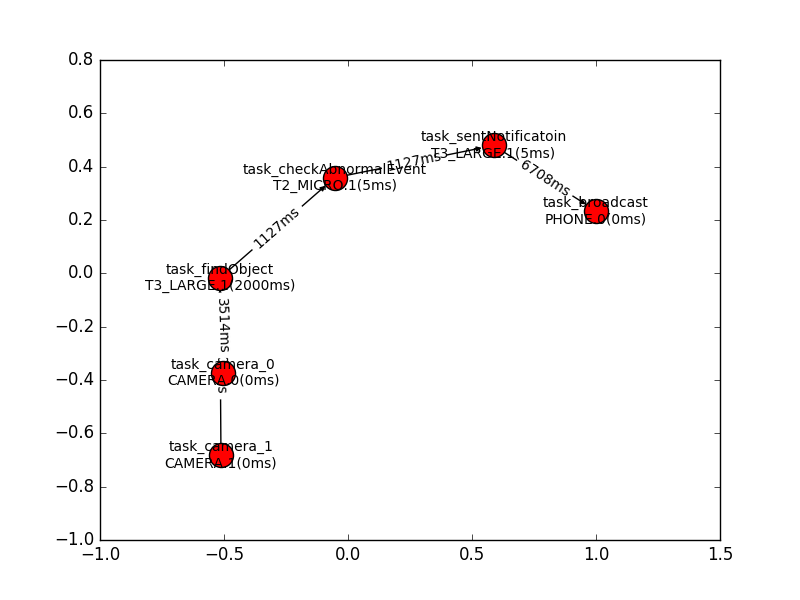 0.8
0.6
0.4
0.2
0.0
−0.2
−0.4
−0.6
−0.8
−1.0
task_sentNotificatoin
T3_LARGE.1(5ms)
1127ms
task_checkAbnormalEvent
T2_MICRO.1(5ms)
6708ms
task_broadcast
PHONE.0(0ms)
1127ms
task_findObject
T3_LARGE.1(2000ms)
3514ms
task_camera_0
CAMERA.0(0ms)
task_camera_1
CAMERA.1(0ms)
−1.0
−0.5
0.0
0.5
1.0
1.5